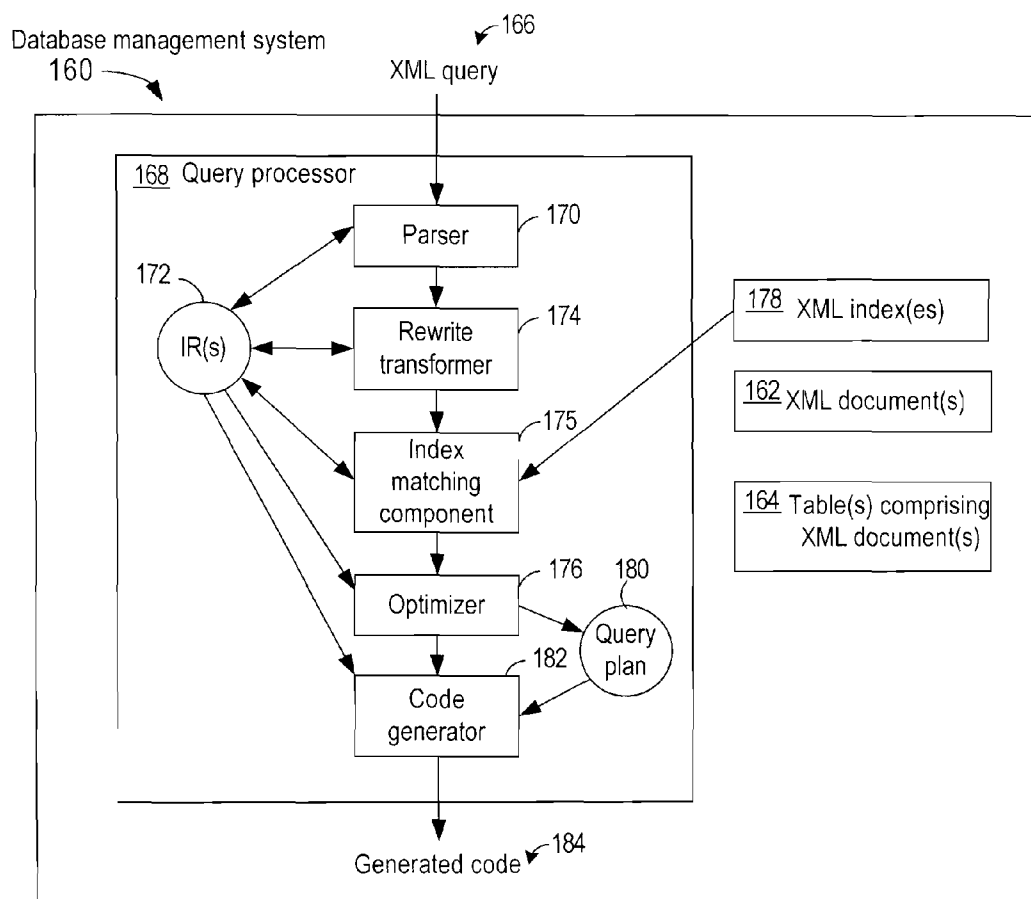 Database management system
160
166
XML query
168 Query processor
170
Parser
172
IR(s)
174
Rewrite
transformer
178 XML index(es)
162 XML document(s)
175
Index
matching
component
164 Table(s) comprising
XML document(s)
176
Optimizer
180
Query
plan
182
Code
generator
Generated code
184